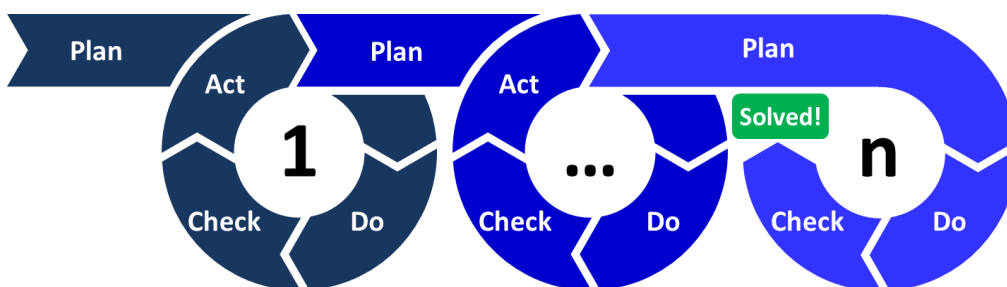 Plan
Act
1
Check
Do
Plan
Act
...
Check
Do
Plan
Solved!
n
Check
Do